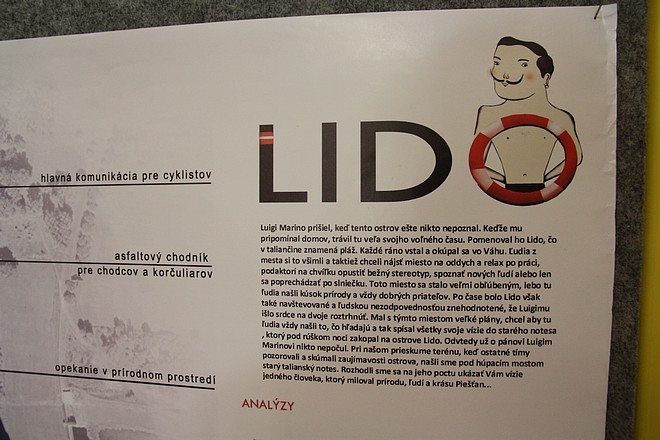 LIDO
hlavná komunikácia pre cyklistov
asfaltový chodník
pre chodcov a korčuliarov
opekanie v prírodnom prostredí
Luigi Marino prišiel, keď tento ostrov ešte nikto nepoznal. Keďže mu
pripomínal domov, trávil tu veľa svojho voľného času. Pomenoval ho Lido, čo
v taliančine znamená pláž. Každé ráno vstal a okúpal sa vo Váhu. Ľudia z
mesta si to všimli a taktiež chceli nájsť miesto na oddych a relax po práci,
podaktorí na chvíľku opustiť bežný stereotyp, spoznať nových ľudí alebo len
sa poprechádzať po slniečku. Toto miesto sa stalo veľmi obľúbeným, lebo tu
ľudia našli kúsok prírody a vždy dobrých priateľov. Po čase bolo Lido však
také navštevované a ľudskou nezodpovednosťou znehodnotené, že Luigimu
išlo srdce na dvoje roztrhnúť. Mal s týmto miestom veľké plány, chcel aby tu
ľudia vždy našli to, čo hľadajú a tak spísal všetky svoje vízie do starého notesa
, ktorý pod rúškom noci zakopal na ostrove Lido. Odvtedy už o pánovi Luigim
Marinovi nikto nepočul. Pri našom prieskume terénu, keď ostatné tímy
pozorovali a skúmali zaujímavosti ostrova, našli sme pod húpacím mostom
starý talianský notes. Rozhodli sme sa na jeho poctu ukázať Vám vízie
jedného človeka, ktorý miloval prírodu, ľudí a krásu Piešťan...
ANALÝZY